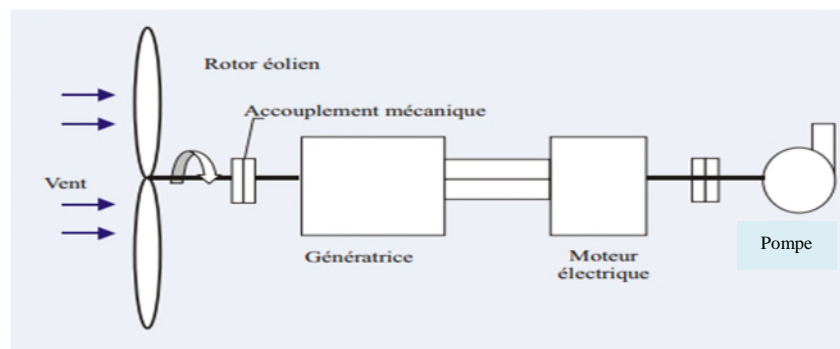 Rotor éolien
Accouplement mécanique
Vent
Pompe
Génératrice
Moteur
électrique